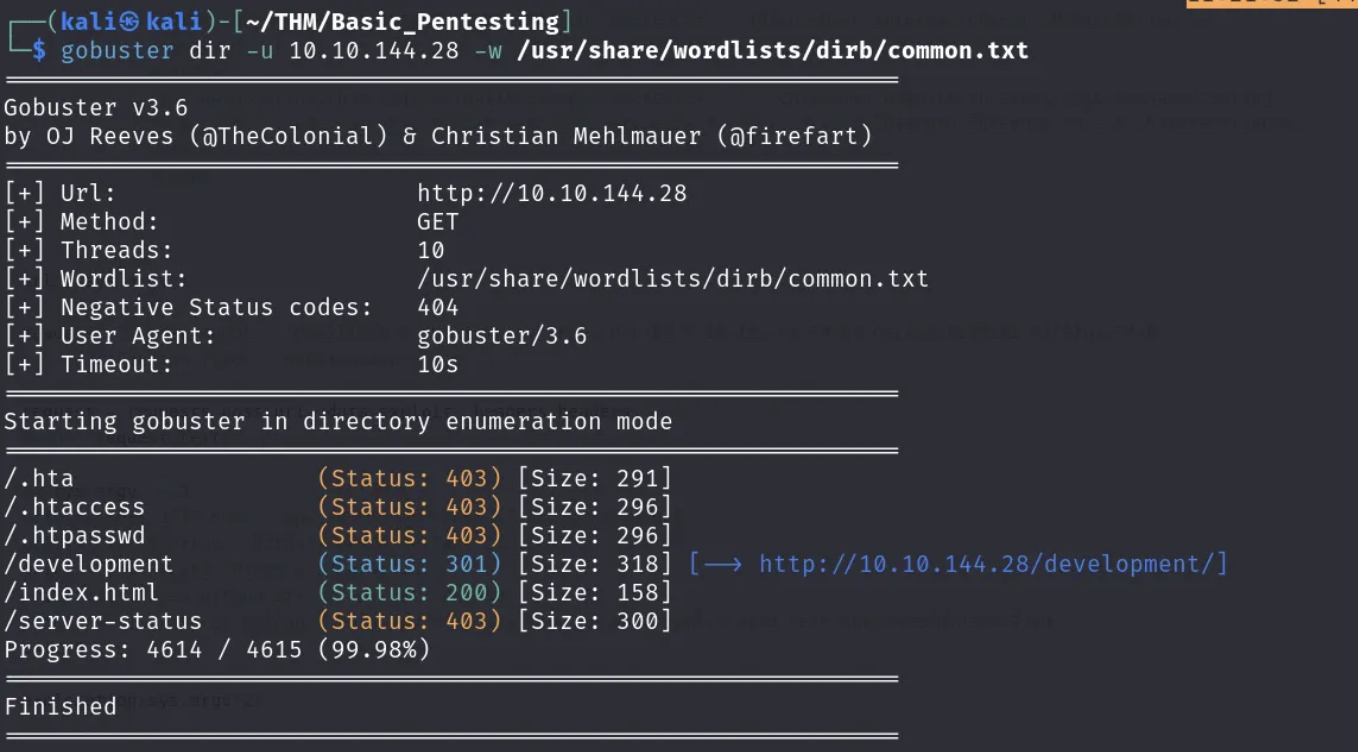 ┌──(kali㉿kali)-[~/THM/Basic_Pentesting]
└─$ gobuster dir -u 10.10.144.28 -w /usr/share/wordlists/dirb/common.txt
===============================================================
Gobuster v3.6
by OJ Reeves (@TheColonial) & Christian Mehlmauer (@firefart)
===============================================================
[+] Url:                     http://10.10.144.28
[+] Method:                  GET
[+] Threads:                 10
[+] Wordlist:                /usr/share/wordlists/dirb/common.txt
[+] Negative Status codes:   404
[+] User Agent:              gobuster/3.6
[+] Timeout:                 10s
===============================================================
Starting gobuster in directory enumeration mode
===============================================================
/.hta                 (Status: 403) [Size: 291]
/.htaccess            (Status: 403) [Size: 296]
/.htpasswd            (Status: 403) [Size: 296]
/development          (Status: 301) [Size: 318] [--> http://10.10.144.28/development/]
/index.html           (Status: 200) [Size: 158]
/server-status        (Status: 403) [Size: 300]
Progress: 4614 / 4615 (99.98%)
===============================================================
Finished
===============================================================